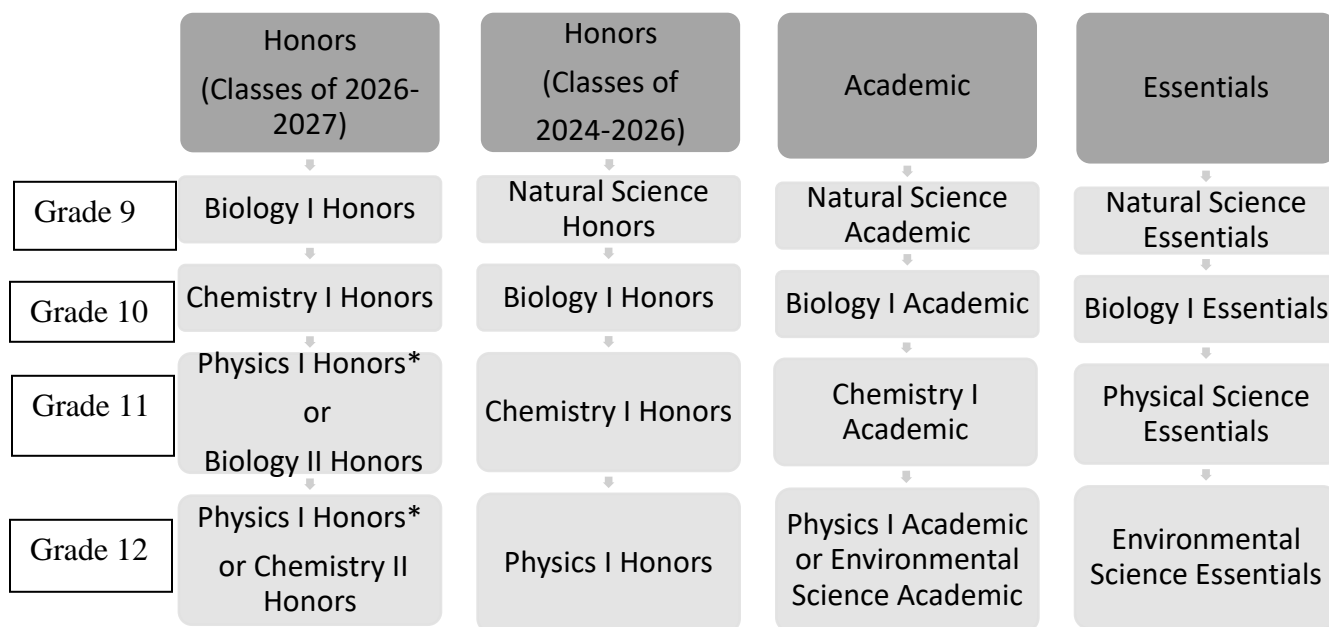 Honors
(Classes of 2026-
2027)
Honors
(Classes of
2024-2026)
Academic
Essentials
Grade 9
Biology I Honors
Natural Science
Honors
Natural Science
Academic
Natural Science
Essentials
Grade 10
Chemistry I Honors
Biology I Honors
Biology I Academic
Biology I Essentials
Grade 11
Physics I Honors*
or
Biology II Honors
Chemistry I Honors
Chemistry I
Academic
Physical Science
Essentials
Grade 12
Physics I Honors*
or Chemistry II
Honors
Physics I Honors
Physics I Academic
or Environmental
Science Academic
Environmental
Science Essentials